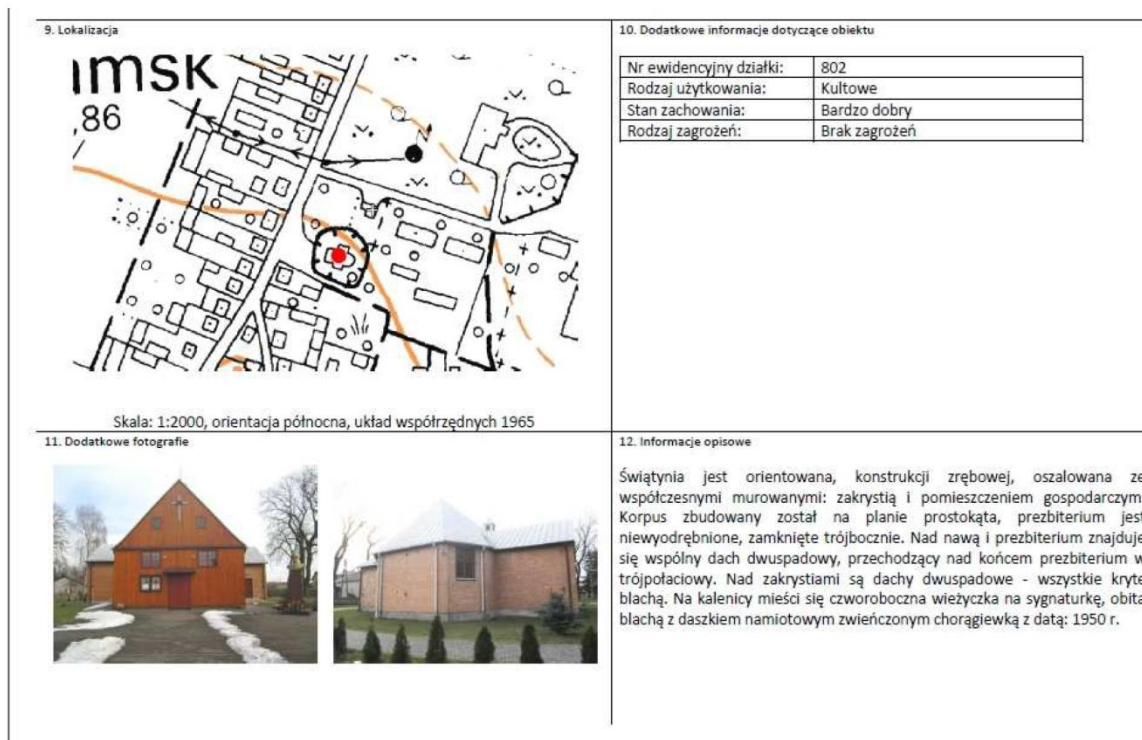 9. Lokalizacja
ımsk
,86
Skala: 1:2000, orientacja północna, układ współrzędnych 1965
10. Dodatkowe informacje dotyczące obiektu
Nr ewidencyjny działki: 802
Rodzaj użytkowania: Kultowe
Stan zachowania: Bardzo dobry
Rodzaj zagrożeń: Brak zagrożeń
11. Dodatkowe fotografie
12. Informacje opisowe
Świątynia jest orientowana, konstrukcji zrębowej, oszalowana ze
współczesnymi murowanymi: zakrystią i pomieszczeniem gospodarczym
Korpus zbudowany został na planie prostokąta, prezbiterium jest
niewyodrębnione, zamknięte trójbocznie. Nad nawą i prezbiterium znajduje
się wspólny dach dwuspadowy, przechodzący nad końcem prezbiterium w
trójpołaciowy. Nad zakrystiami są dachy dwuspadowe - wszystkie kryte
blachą. Na kalenicy mieści się czworoboczna wieżyczka na sygnaturkę, obita
blachą z daszkiem namiotowym zwieńczonym chorągiewką z datą: 1950 r.